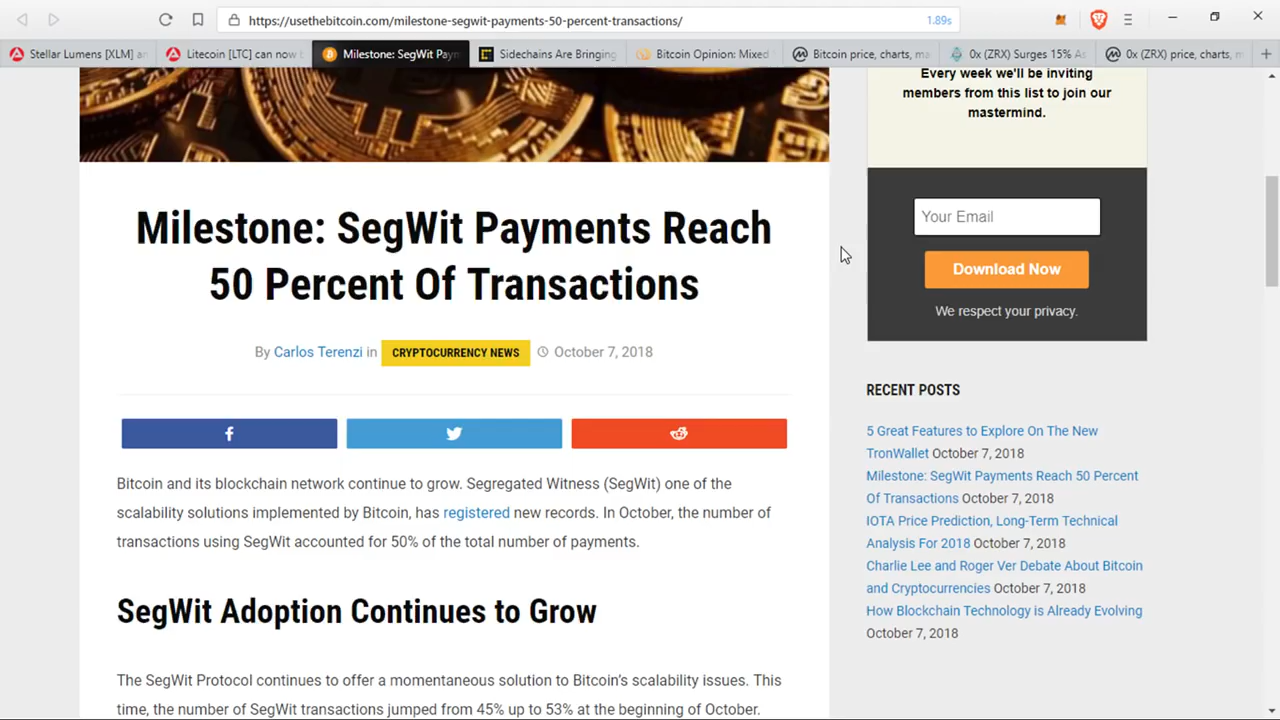 https://usethebitcoin.com/milestone-segwit-payments-50-percent-transactions/
1.89s
Stellar Lumens [XLM] an
Litecoin [LTC] can now b
Milestone: SegWit Paym
Sidechains Are Bringing
Bitcoin Opinion: Mixed
Bitcoin price, charts, ma
0x (ZRX) Surges 15% As
0x (ZRX) price, charts, m
Every week we'll be inviting
members from this list to join our
mastermind.
Your Email
Download Now
We respect your privacy.
Milestone: SegWit Payments Reach
50 Percent Of Transactions
By Carlos Terenzi in CRYPTOCURRENCY NEWS October 7, 2018
Bitcoin and its blockchain network continue to grow. Segregated Witness (SegWit) one of the
scalability solutions implemented by Bitcoin, has registered new records. In October, the number of
transactions using SegWit accounted for 50% of the total number of payments.
SegWit Adoption Continues to Grow
The SegWit Protocol continues to offer a momentaneous solution to Bitcoin's scalability issues. This
time, the number of SegWit transactions jumped from 45% up to 53% at the beginning of October.
RECENT POSTS
5 Great Features to Explore On The New
TronWallet October 7, 2018
Milestone: SegWit Payments Reach 50 Percent
Of Transactions October 7, 2018
IOTA Price Prediction, Long-Term Technical
Analysis For 2018 October 7, 2018
Charlie Lee and Roger Ver Debate About Bitcoin
and Cryptocurrencies October 7, 2018
How Blockchain Technology is Already Evolving
October 7, 2018